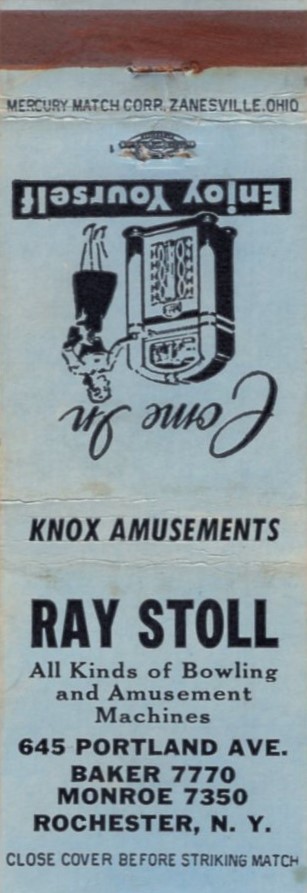 MERCURY MATCH CORP. ZANESVILLE, OHIO
Enjoy Yourself
Come In
KNOX AMUSEMENTS
RAY STOLL
All Kinds of Bowling
and Amusement
Machines
645 PORTLAND AVE.
BAKER 7770
MONROE 7350
ROCHESTER, N. Y.
CLOSE COVER BEFORE STRIKING MATCH